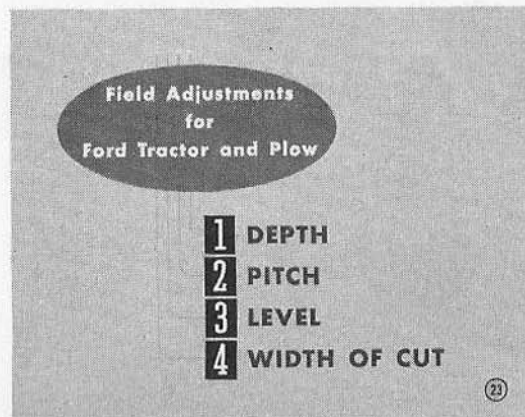 Field Adjustments
for
Ford Tractor and Plow
1 DEPTH
2 PITCH
3 LEVEL
4 WIDTH OF CUT
23